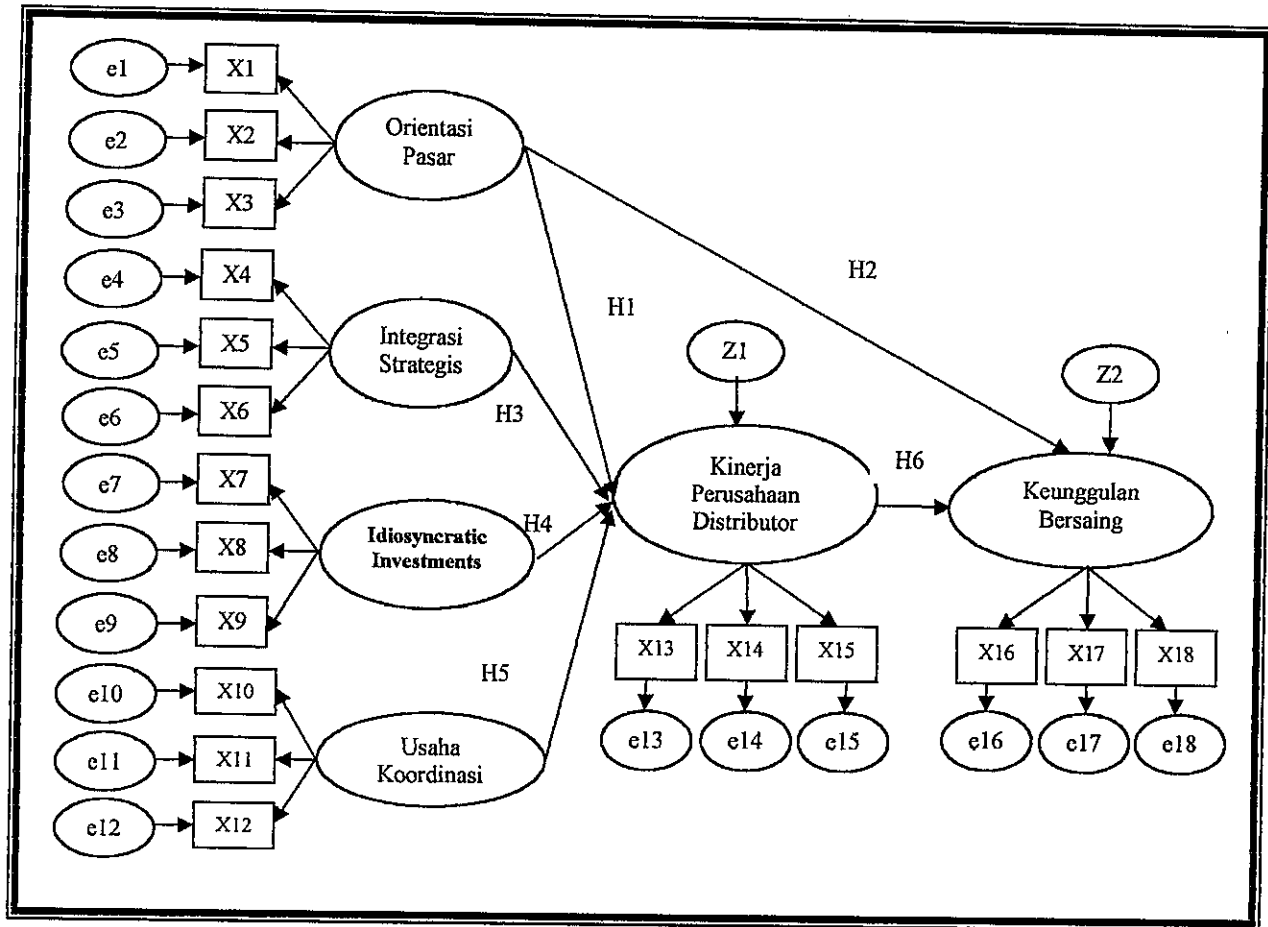 e1
X1
e2
X2
e3
X3
Orientasi
Pasar
e4
X4
e5
X5
e6
X6
Integrasi
Strategis
e7
X7
e8
X8
e9
X9
Idiosyncratic
Investments
e10
X10
e11
X11
e12
X12
Usaha
Koordinasi
H1
H2
H3
H4
H5
Z1
Kinerja
Perusahaan
Distributor
H6
Z2
Keunggulan
Bersaing
X13
X14
X15
X16
X17
X18
e13
e14
e15
e16
e17
e18